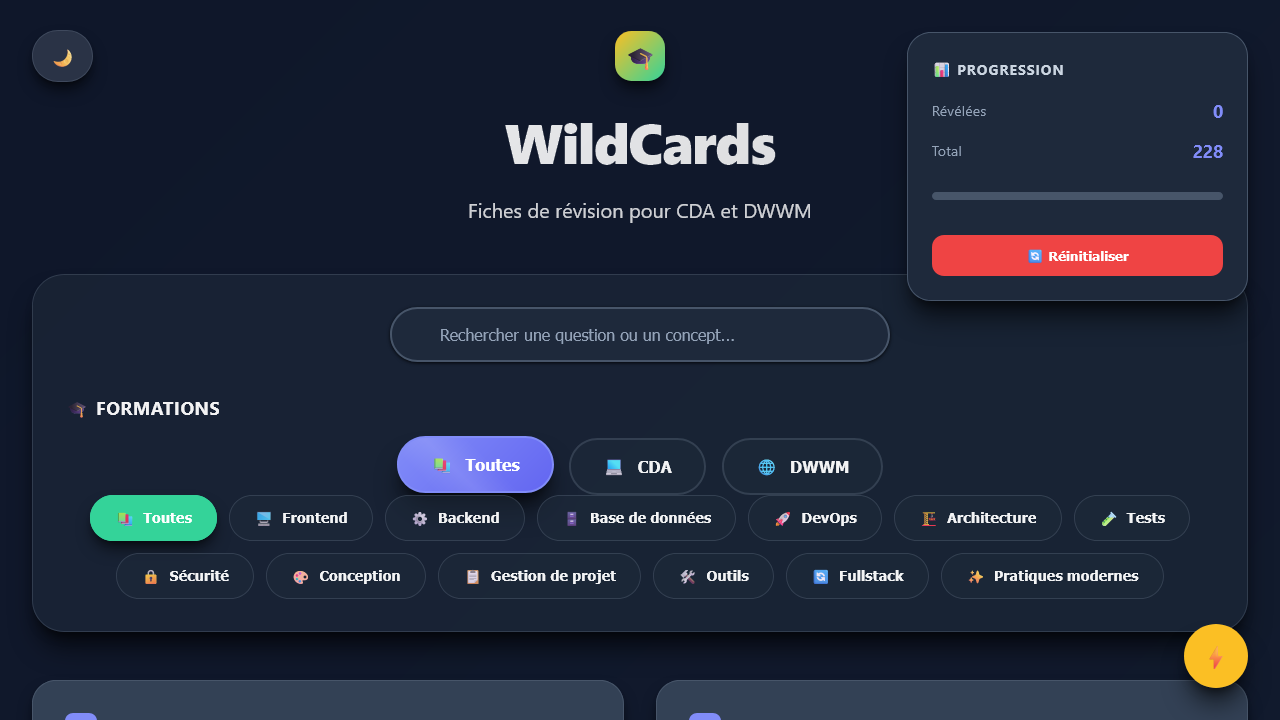 WildCards
Fiches de révision pour CDA et DWWM
PROGRESSION
Révélées 0
Total 228
Réinitialiser
Rechercher une question ou un concept...
FORMATIONS
Toutes CDA DWWM
Toutes Frontend Backend Base de données DevOps Architecture Tests
Sécurité Conception Gestion de projet Outils Fullstack Pratiques modernes